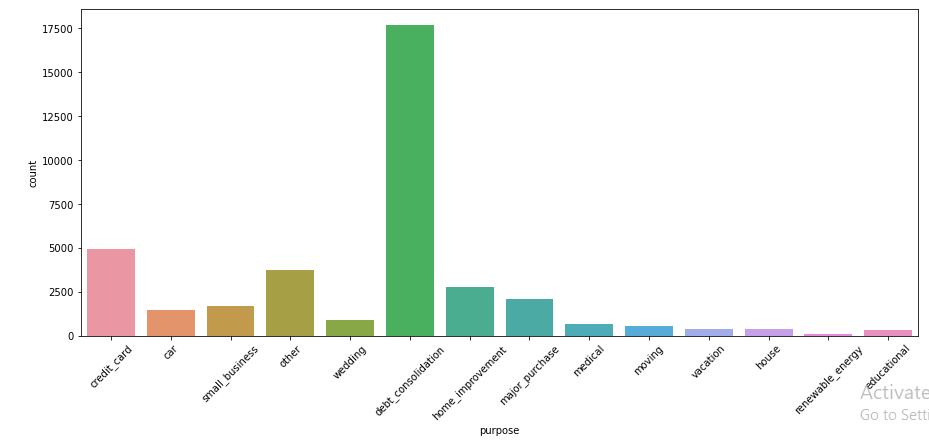 17500
15000
12500
10000
7500
5000
2500
0
count
credit_card
car
small_business
other
wedding
debt_consolidation
home_improvement
major_purchase
medical
moving
vacation
house
renewable_energy
educational
purpose
Activate
Go to Setti